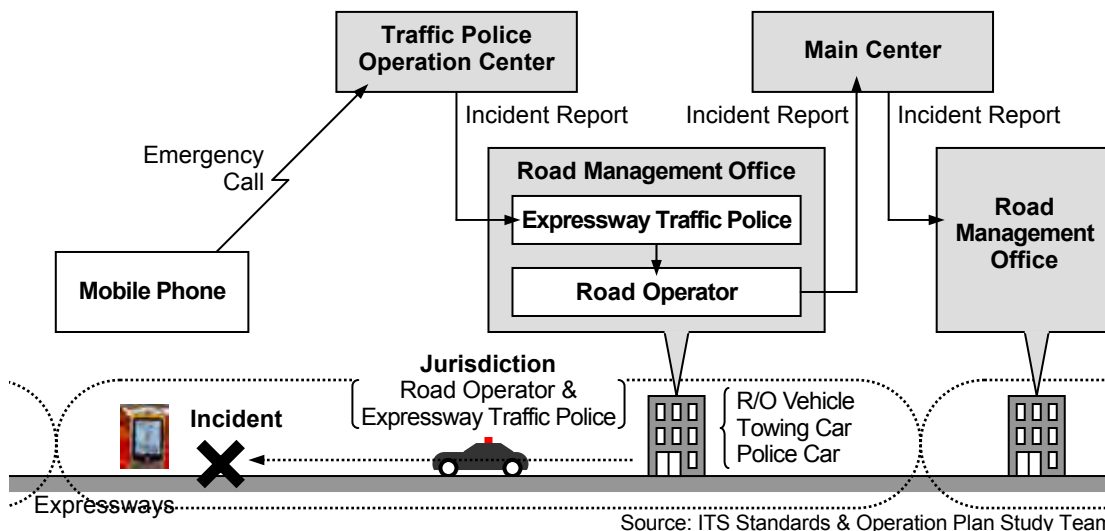 Traffic Police
Operation Center
Main Center
Incident Report
Incident Report
Incident Report
Emergency
Call
Road Management Office
Expressway Traffic Police
Road Operator
Road
Management
Office
Mobile Phone
Jurisdiction
Road Operator &
Expressway Traffic Police
Incident
R/O Vehicle
Towing Car
Police Car
Expressways
Source: ITS Standards & Operation Plan Study Team